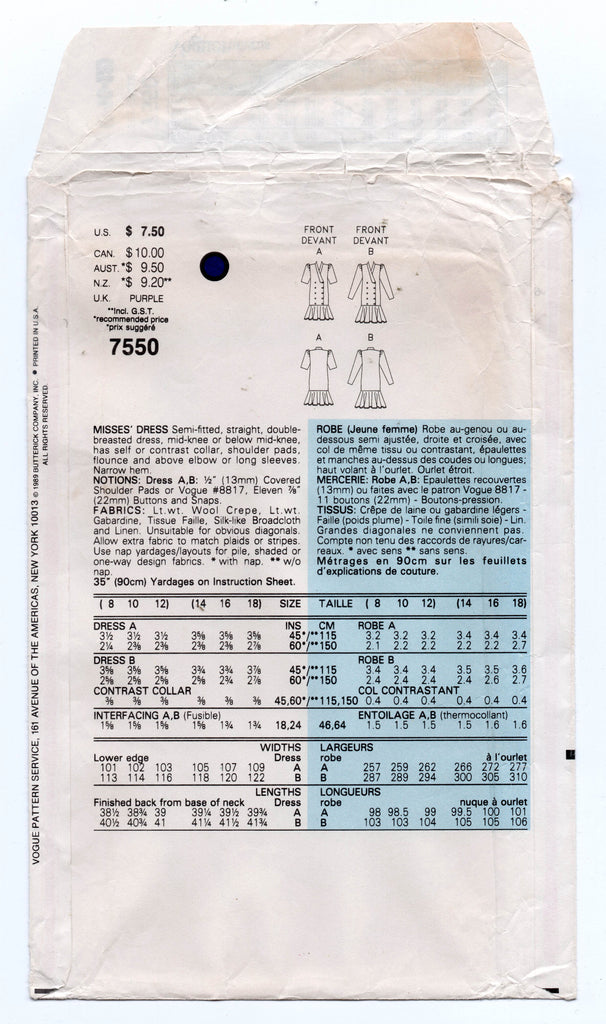 U.S. $ 7.50
CAN. $10.00
AUST. *$ 9.50
N.Z. *$ 9.20**
U.K. PURPLE
**Incl. G.S.T.
*recommended price
*prix suggéré
7550
FRONT FRONT
DEVANT DEVANT
A B
A B
MISSES' DRESS Semi-fitted, straight, double-
breasted dress, mid-knee or below mid-knee,
has self or contrast collar, shoulder pads,
flounce and above elbow or long sleeves.
Narrow hem.
NOTIONS: Dress A,B: ½" (13mm) Covered
Shoulder Pads or Vogue #8817, Eleven ⅞"
(22mm) Buttons and Snaps.
FABRICS: Lt.wt. Wool Crepe, Lt.wt.
Gabardine, Tissue Faille, Silk-like Broadcloth
and Linen. Unsuitable for obvious diagonals.
Allow extra fabric to match plaids or stripes.
Use nap yardages/layouts for pile, shaded or
one-way design fabrics. * with nap. ** w/o
nap.
35" (90cm) Yardages on Instruction Sheet.
ROBE (Jeune femme) Robe au-genou ou au-
dessous semi ajustée, droite et croisée, avec
col de même tissu ou contrastant, épaulettes
et manches au-dessus des coudes ou longues;
haut volant à l'ourlet. Ourlet étroit.
MERCERIE: Robe A,B: Epaulettes recouvertes
(13mm) ou faites avec le patron Vogue 8817 -
11 boutons (22mm) - Boutons-pression.
TISSUS: Crêpe de laine ou gabardine légers -
Faille (poids plume) - Toile fine (simili soie) - Lin.
Grandes diagonales ne conviennent pas.
Compte non tenu des raccords de rayures/car-
reaux. * avec sens ** sans sens.
Métrages en 90cm sur les feuillets
d'explications de couture.
( 8 10 12) (14 16 18) SIZE TAILLE ( 8 10 12) (14 16 18)
DRESS A INS CM ROBE A
3½ 3½ 3½ 3⅝ 3⅝ 3⅞ 45*/**115 3.2 3.2 3.2 3.4 3.4 3.4
2¼ 2⅜ 2⅜ 2⅜ 2⅜ 2⅞ 60*/**150 2.1 2.2 2.2 2.2 2.2 2.7
DRESS B ROBE B
3⅝ 3⅝ 3⅝ 3¾ 3¾ 3⅞ 45*/**115 3.4 3.4 3.4 3.5 3.5 3.6
2⅝ 2⅝ 2⅝ 2⅝ 2¾ 2⅞ 60*/**150 2.4 2.4 2.4 2.4 2.6 2.7
CONTRAST COLLAR COL CONTRASTANT
⅜ ⅜ ⅜ ⅜ ⅜ ⅜ 45,60*/**115,150 0.4 0.4 0.4 0.4 0.4 0.4
INTERFACING A,B (Fusible) ENTOILAGE A,B (thermocollant)
1⅝ 1⅝ 1⅝ 1⅝ 1¾ 1¾ 18,24 46,64 1.5 1.5 1.5 1.5 1.6 1.6
WIDTHS LARGEURS
Lower edge Dress robe à l'ourlet
101 102 103 105 107 109 A A 257 259 262 266 272 277
113 114 116 118 120 122 B B 287 289 294 300 305 310
LENGTHS LONGUEURS
Finished back from base of neck Dress robe nuque à ourlet
38½ 38¾ 39 39¼ 39½ 39¾ A A 98 98.5 99 99.5 100 101
40½ 40¾ 41 41¼ 41½ 41¾ B B 103 103 104 105 105 106
VOGUE PATTERN SERVICE, 161 AVENUE OF THE AMERICAS, NEW YORK 10013 © 1989 BUTTERICK COMPANY, INC. ● PRINTED IN U.S.A.
ALL RIGHTS RESERVED.